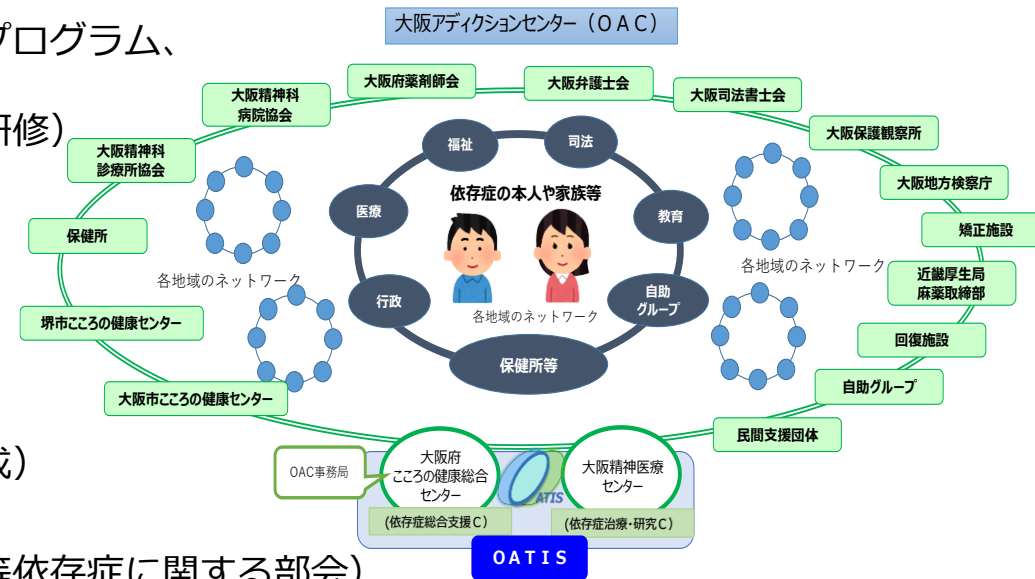 大阪アディクションセンター（ＯＡＣ）
プログラム、
研修）
成）
等依存症に関する部会）
大阪府薬剤師会
大阪弁護士会
大阪精神科
病院協会
大阪司法書士会
大阪精神科
診療所協会
大阪保護観察所
大阪地方検察庁
保健所
矯正施設
近畿厚生局
麻薬取締部
堺市こころの健康センター
回復施設
大阪市こころの健康センター
自助グループ
民間支援団体
福祉
司法
医療
依存症の本人や家族等
教育
行政
自助
グループ
各地域のネットワーク
各地域のネットワーク
各地域のネットワーク
保健所等
OAC事務局
大阪府
こころの健康総合
センター
ATIS
大阪精神医療
センター
(依存症総合支援Ｃ)
(依存症治療・研究Ｃ)
ＯＡＴＩＳ